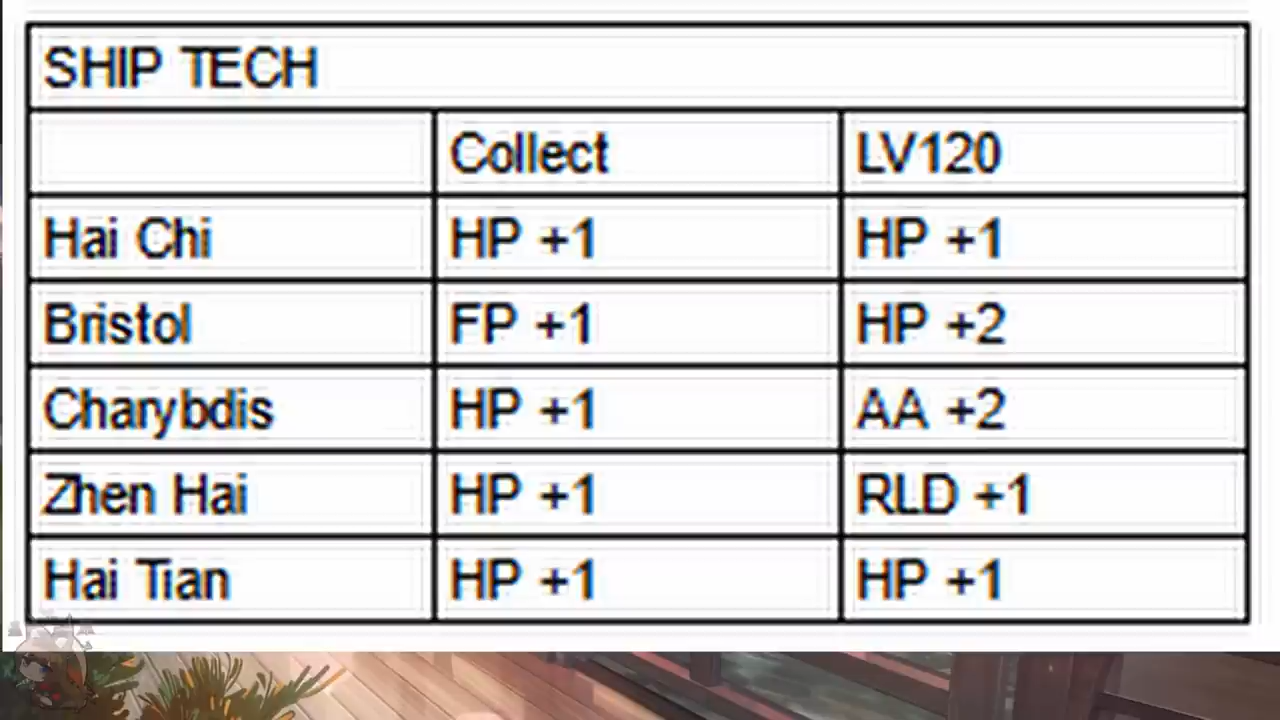 SHIP TECH
Collect LV120
Hai Chi HP +1 HP +1
Bristol FP +1 HP +2
Charybdis HP +1 AA +2
Zhen Hai HP +1 RLD +1
Hai Tian HP +1 HP +1